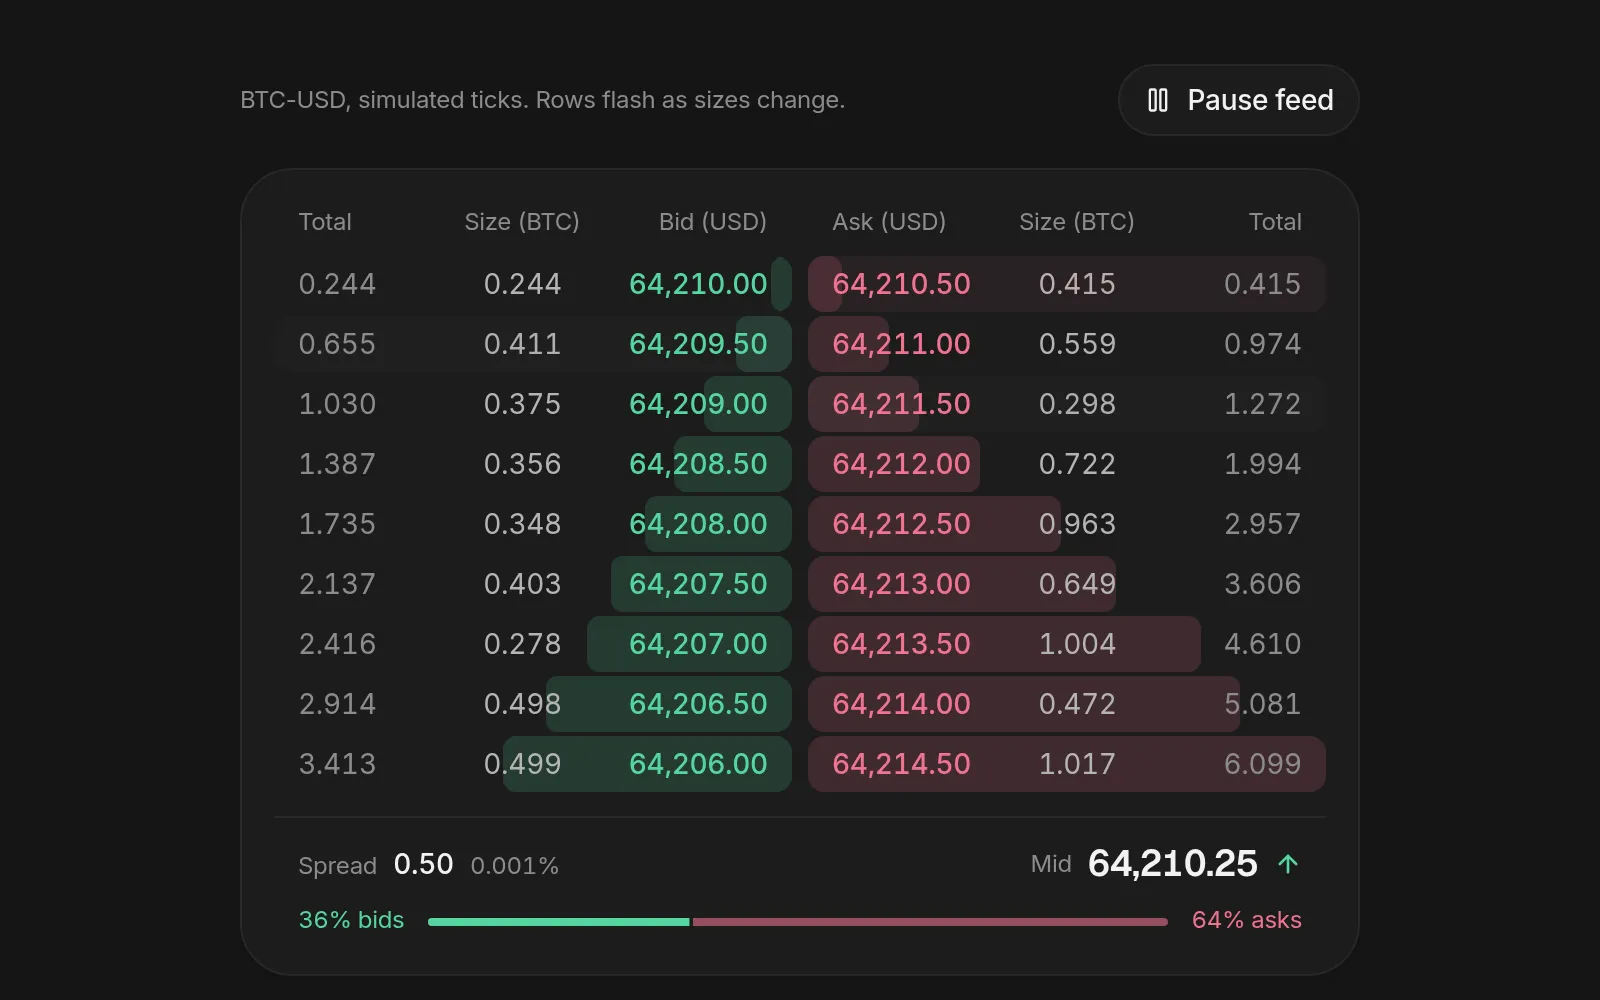 BTC-USD, simulated ticks. Rows flash as sizes change.
Pause feed
Total Size (BTC) Bid (USD) Ask (USD) Size (BTC) Total
0.244 0.244 64,210.00 64,210.50 0.415 0.415
0.655 0.411 64,209.50 64,211.00 0.559 0.974
1.030 0.375 64,209.00 64,211.50 0.298 1.272
1.387 0.356 64,208.50 64,212.00 0.722 1.994
1.735 0.348 64,208.00 64,212.50 0.963 2.957
2.137 0.403 64,207.50 64,213.00 0.649 3.606
2.416 0.278 64,207.00 64,213.50 1.004 4.610
2.914 0.498 64,206.50 64,214.00 0.472 5.081
3.413 0.499 64,206.00 64,214.50 1.017 6.099
Spread 0.50 0.001% Mid 64,210.25
36% bids 64% asks